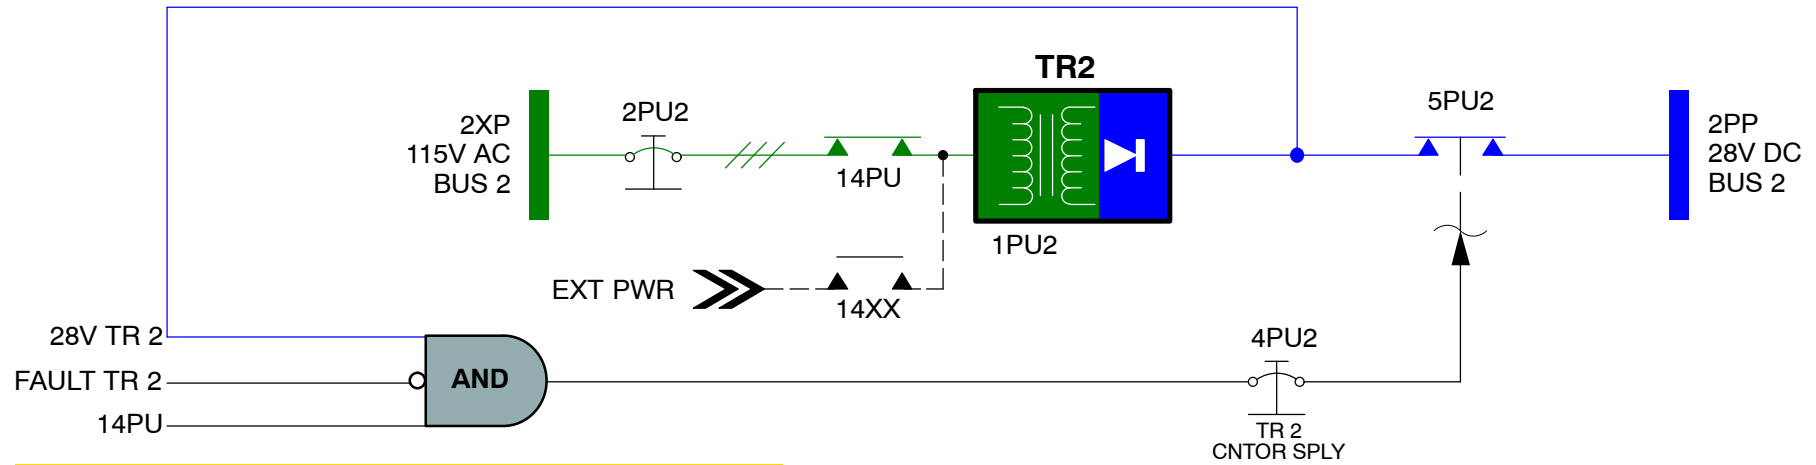 TR2
2PU2
5PU2
2XP
115V AC
BUS 2
14PU
2PP
28V DC
BUS 2
1PU2
EXT PWR
14XX
28V TR 2
FAULT TR 2
14PU
AND
4PU2
TR 2
CNTOR SPLY